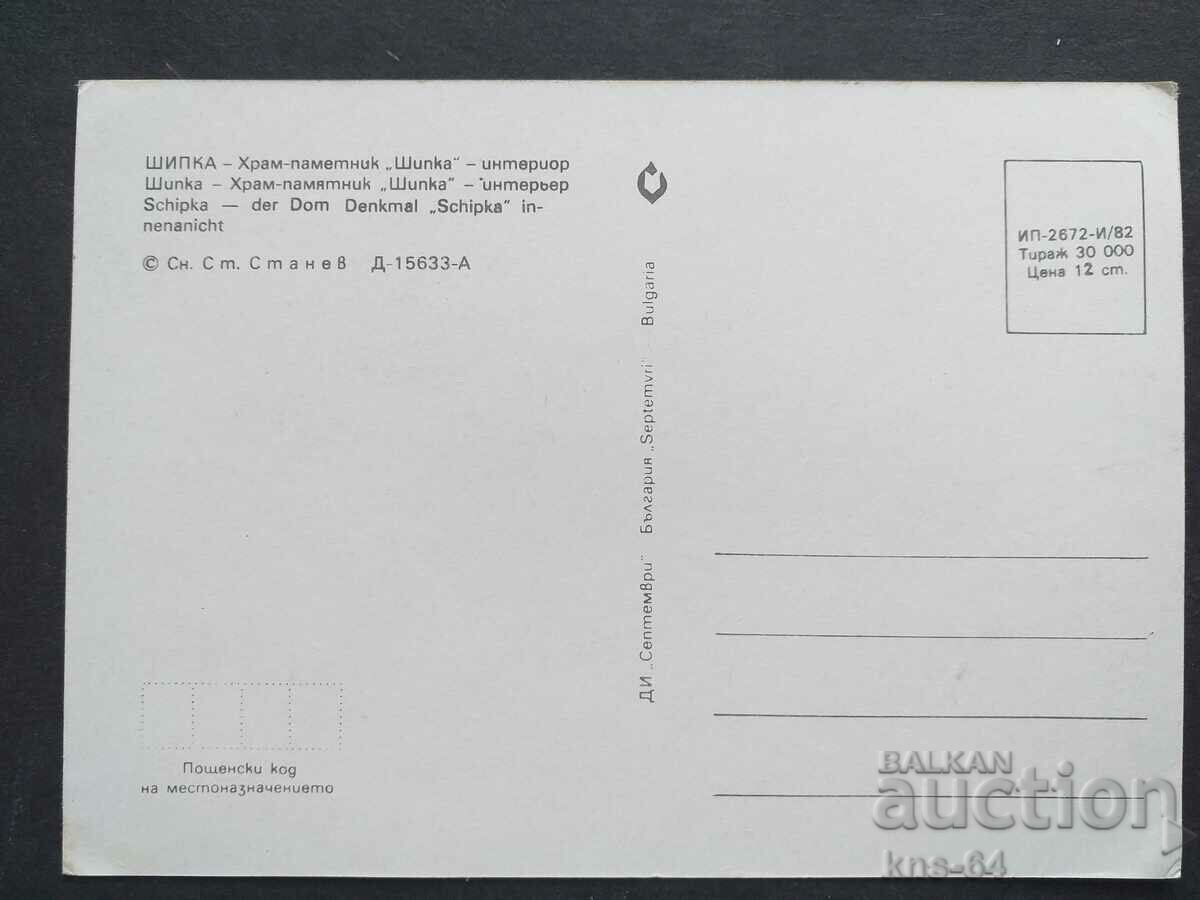 ШИПКА – Храм-паметник „Шипка“ – интериор
Шипка – Храм-памятник „Шипка“ – интерьер
Schipka — der Dom Denkmal „Schipka“ in-
nenanicht
© Сн. Ст. Станев Д-15633-А
ИП-2672-И/82
Тираж 30 000
Цена 12 ст.
ДИ „Септември“ България „Septemvri“ Bulgaria
Пощенски код
на местоназначението
BALKAN
auction
kns-64